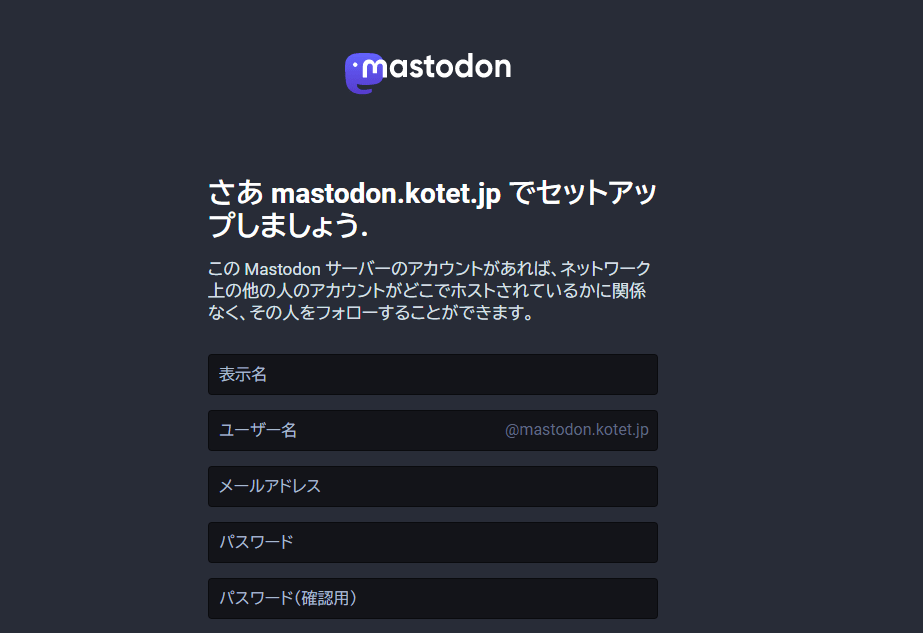 mastodon
さあ mastodon.kotet.jp でセットアッ
プしましょう.
この Mastodon サーバーのアカウントがあれば、ネットワーク
上の他の人のアカウントがどこでホストされているかに関係
なく、その人をフォローすることができます。
表示名
ユーザー名 @mastodon.kotet.jp
メールアドレス
パスワード
パスワード（確認用）